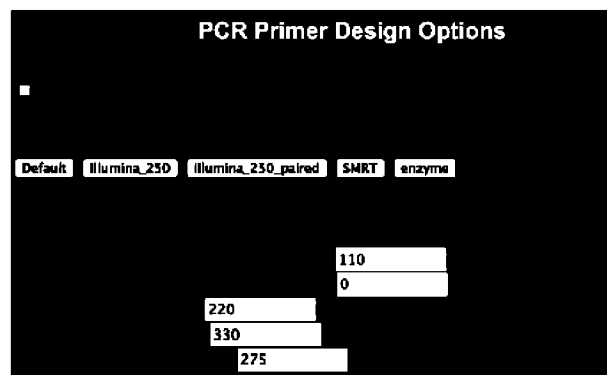 PCR Primer Design Options
Default Illumina_250 Illumina_250_paired SMRT enzyme
110
0
220
330
275